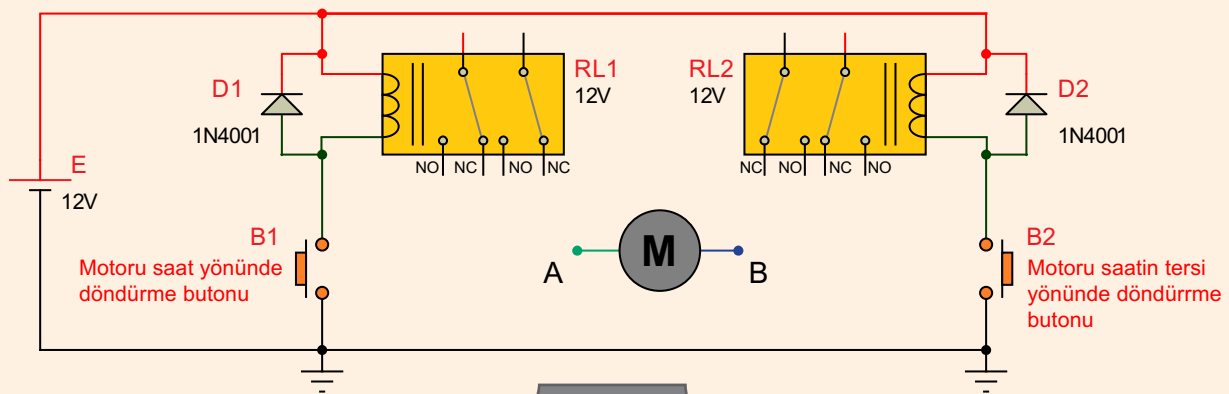 RL1
12V
RL2
12V
D1
1N4001
D2
1N4001
NO NC NO NC
NC NO NC NO
E
12V
B1
Motoru saat yönünde
döndürme butonu
A
M
B
B2
Motoru saatin tersi
yönünde döndürrme
butonu